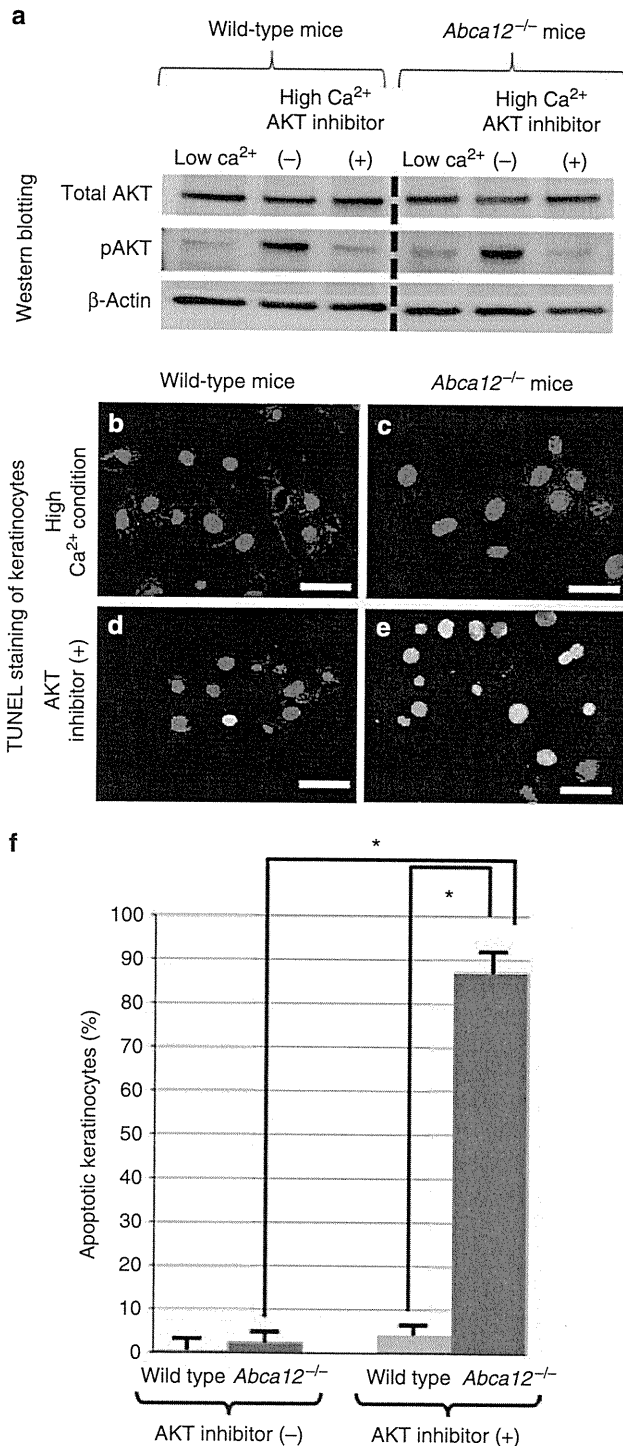 a
Wild-type mice
Abca12−/− mice
High Ca2+
AKT inhibitor
High Ca2+
AKT inhibitor
Low ca2+ (−) (+) Low ca2+ (−) (+)
Western blotting
Total AKT
pAKT
β-Actin
Wild-type mice
Abca12−/− mice
TUNEL staining of keratinocytes
High
Ca2+ condition
b
c
AKT
inhibitor (+)
d
e
f
*
*
Apoptotic keratinocytes (%)
100
90
80
70
60
50
40
30
20
10
0
Wild type Abca12−/− Wild type Abca12−/−
AKT inhibitor (−) AKT inhibitor (+)